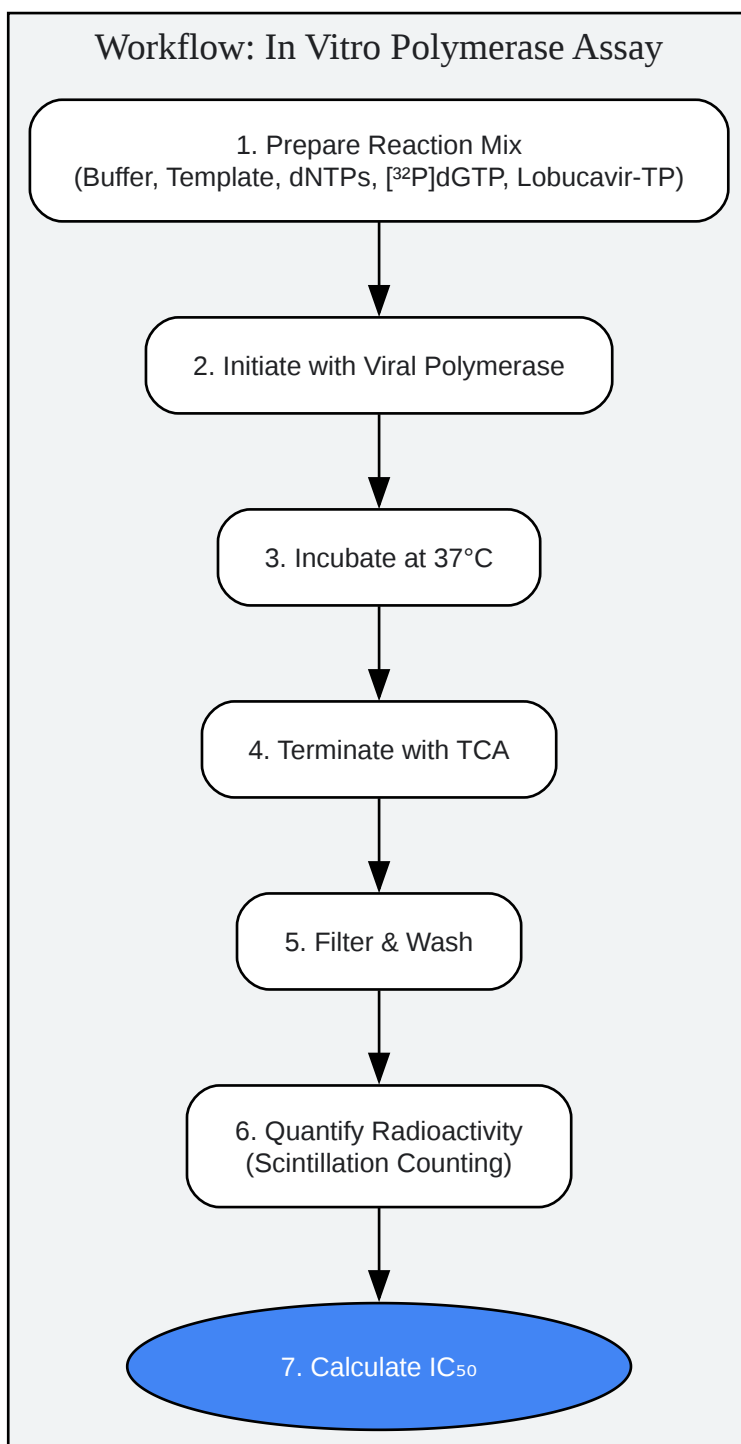 Workflow: In Vitro Polymerase Assay
1. Prepare Reaction Mix
(Buffer, Template, dNTPs, [³²P]dGTP, Lobucavir-TP)
2. Initiate with Viral Polymerase
3. Incubate at 37°C
4. Terminate with TCA
5. Filter & Wash
6. Quantify Radioactivity
(Scintillation Counting)
7. Calculate IC₅₀